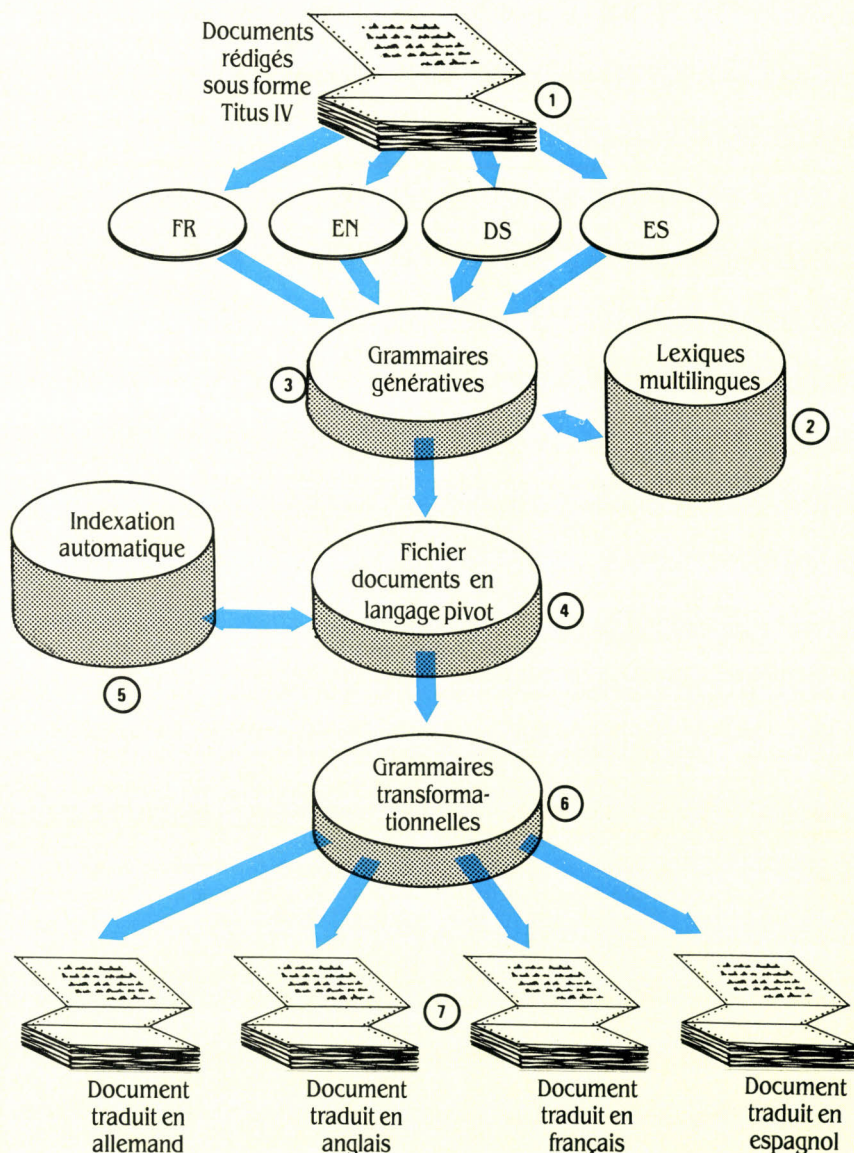 Documents
rédigés
sous forme
Titus IV
1
FR
EN
DS
ES
Grammaires
génératives
3
Lexiques
multilingues
2
Indexation
automatique
5
Fichier
documents en
langage pivot
4
Grammaires
transforma-
tionnelles
6
7
Document
traduit en
allemand
Document
traduit en
anglais
Document
traduit en
français
Document
traduit en
espagnol